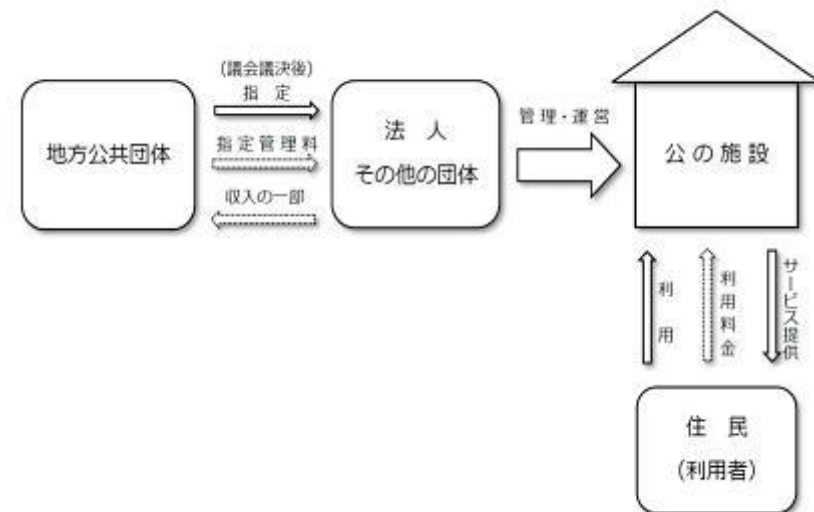 (議会議決後)
指定
地方公共団体
指定管理料
収入の一部
法人
その他の団体
管理・運営
公の施設
利用
利用料金
サービス提供
住民
(利用者)